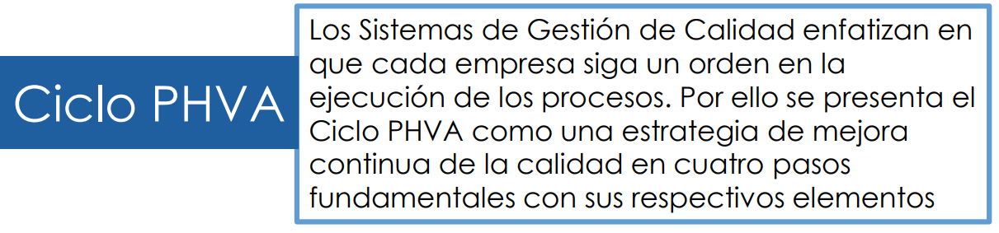 Ciclo PHVA
Los Sistemas de Gestión de Calidad enfatizan en
que cada empresa siga un orden en la
ejecución de los procesos. Por ello se presenta el
Ciclo PHVA como una estrategia de mejora
continua de la calidad en cuatro pasos
fundamentales con sus respectivos elementos